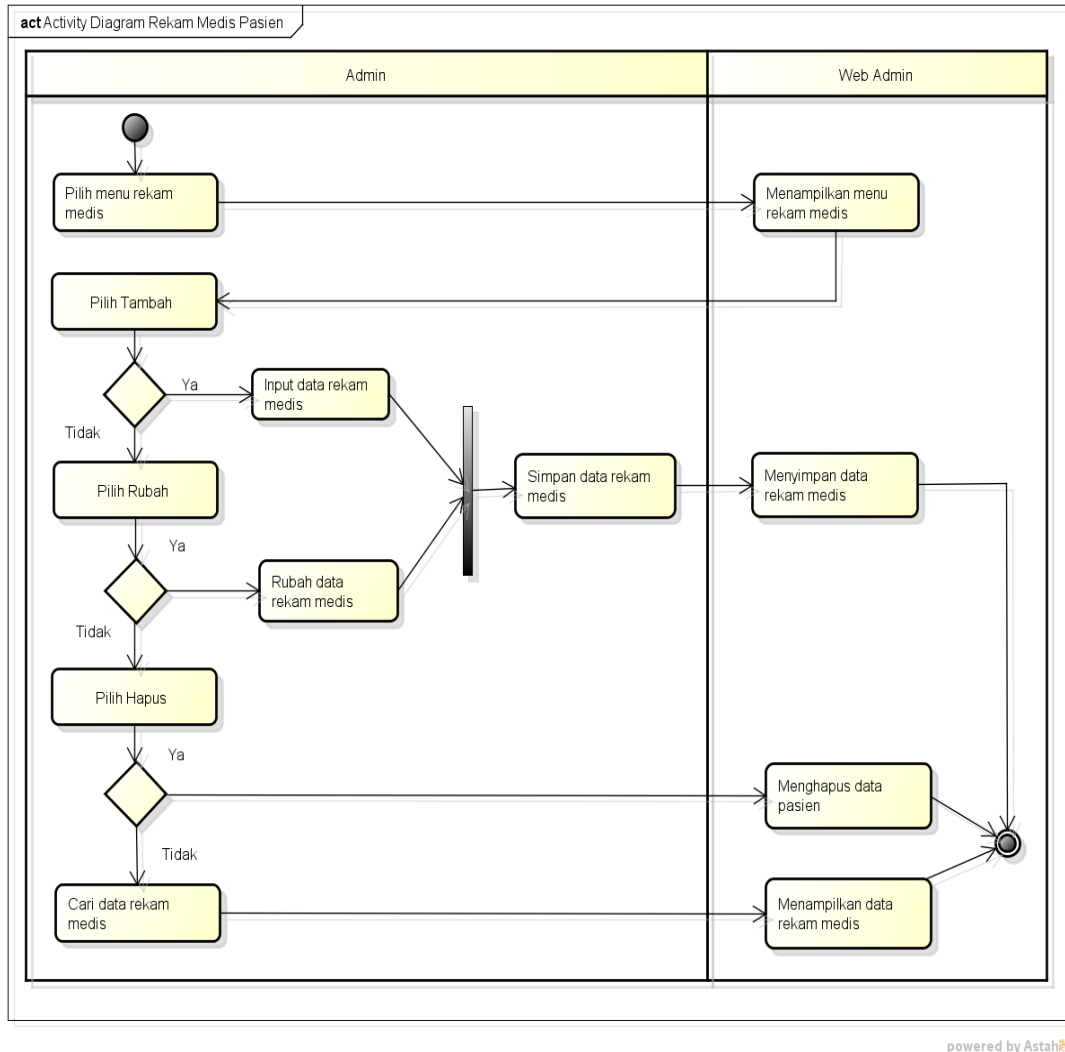 act Activity Diagram Rekam Medis Pasien
Admin
Web Admin
Pilih menu rekam
medis
Menampilkan menu
rekam medis
Pilih Tambah
Ya
Input data rekam
medis
Tidak
Pilih Rubah
Simpan data rekam
medis
Menyimpan data
rekam medis
Ya
Rubah data
rekam medis
Tidak
Pilih Hapus
Ya
Menghapus data
pasien
Tidak
Cari data rekam
medis
Menampilkan data
rekam medis
powered by Astah